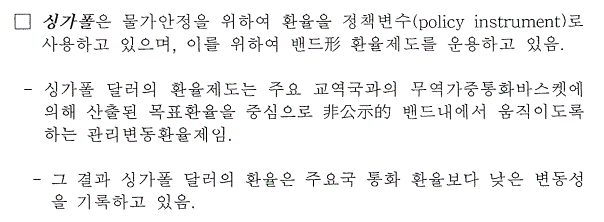 □ 싱가폴은 물가안정을 위하여 환율을 정책변수(policy instrument)로
사용하고 있으며, 이를 위하여 밴드形 환율제도를 운용하고 있음.
- 싱가폴 달러의 환율제도는 주요 교역국과의 무역가중통화바스켓에
의해 산출된 목표환율을 중심으로 非公示的 밴드내에서 움직이도록
하는 관리변동환율제임.
- 그 결과 싱가폴 달러의 환율은 주요국 통화 환율보다 낮은 변동성
을 기록하고 있음.